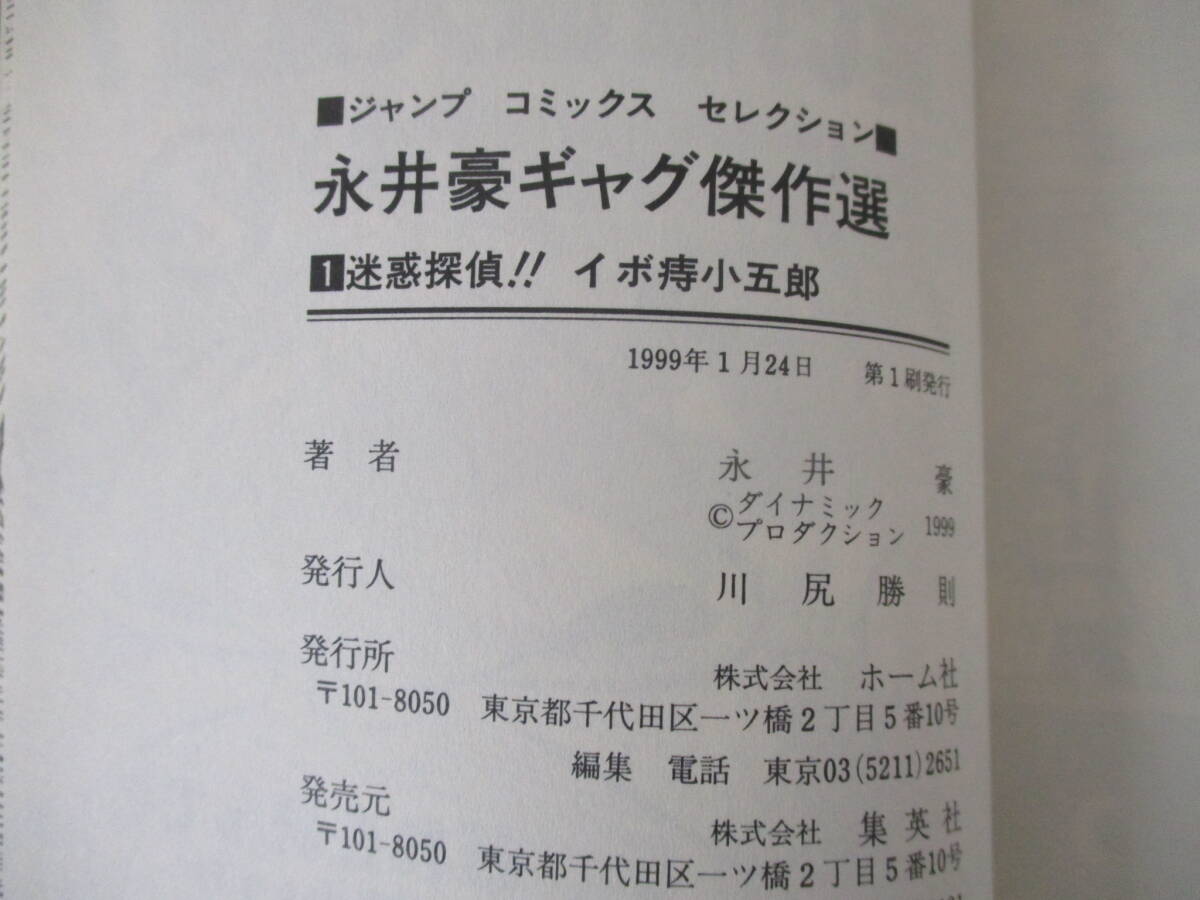 ■ジャンプ コミックス セレクション■
永井豪ギャグ傑作選
1迷惑探偵!! イボ痔小五郎
1999年1月24日 第1刷発行
著者 永井豪
©ダイナミックプロダクション 1999
発行人 川尻勝則
発行所 株式会社 ホーム社
〒101-8050 東京都千代田区一ツ橋2丁目5番10号
編集 電話 東京03(5211)2651
発売元 株式会社 集英社
〒101-8050 東京都千代田区一ツ橋2丁目5番10号